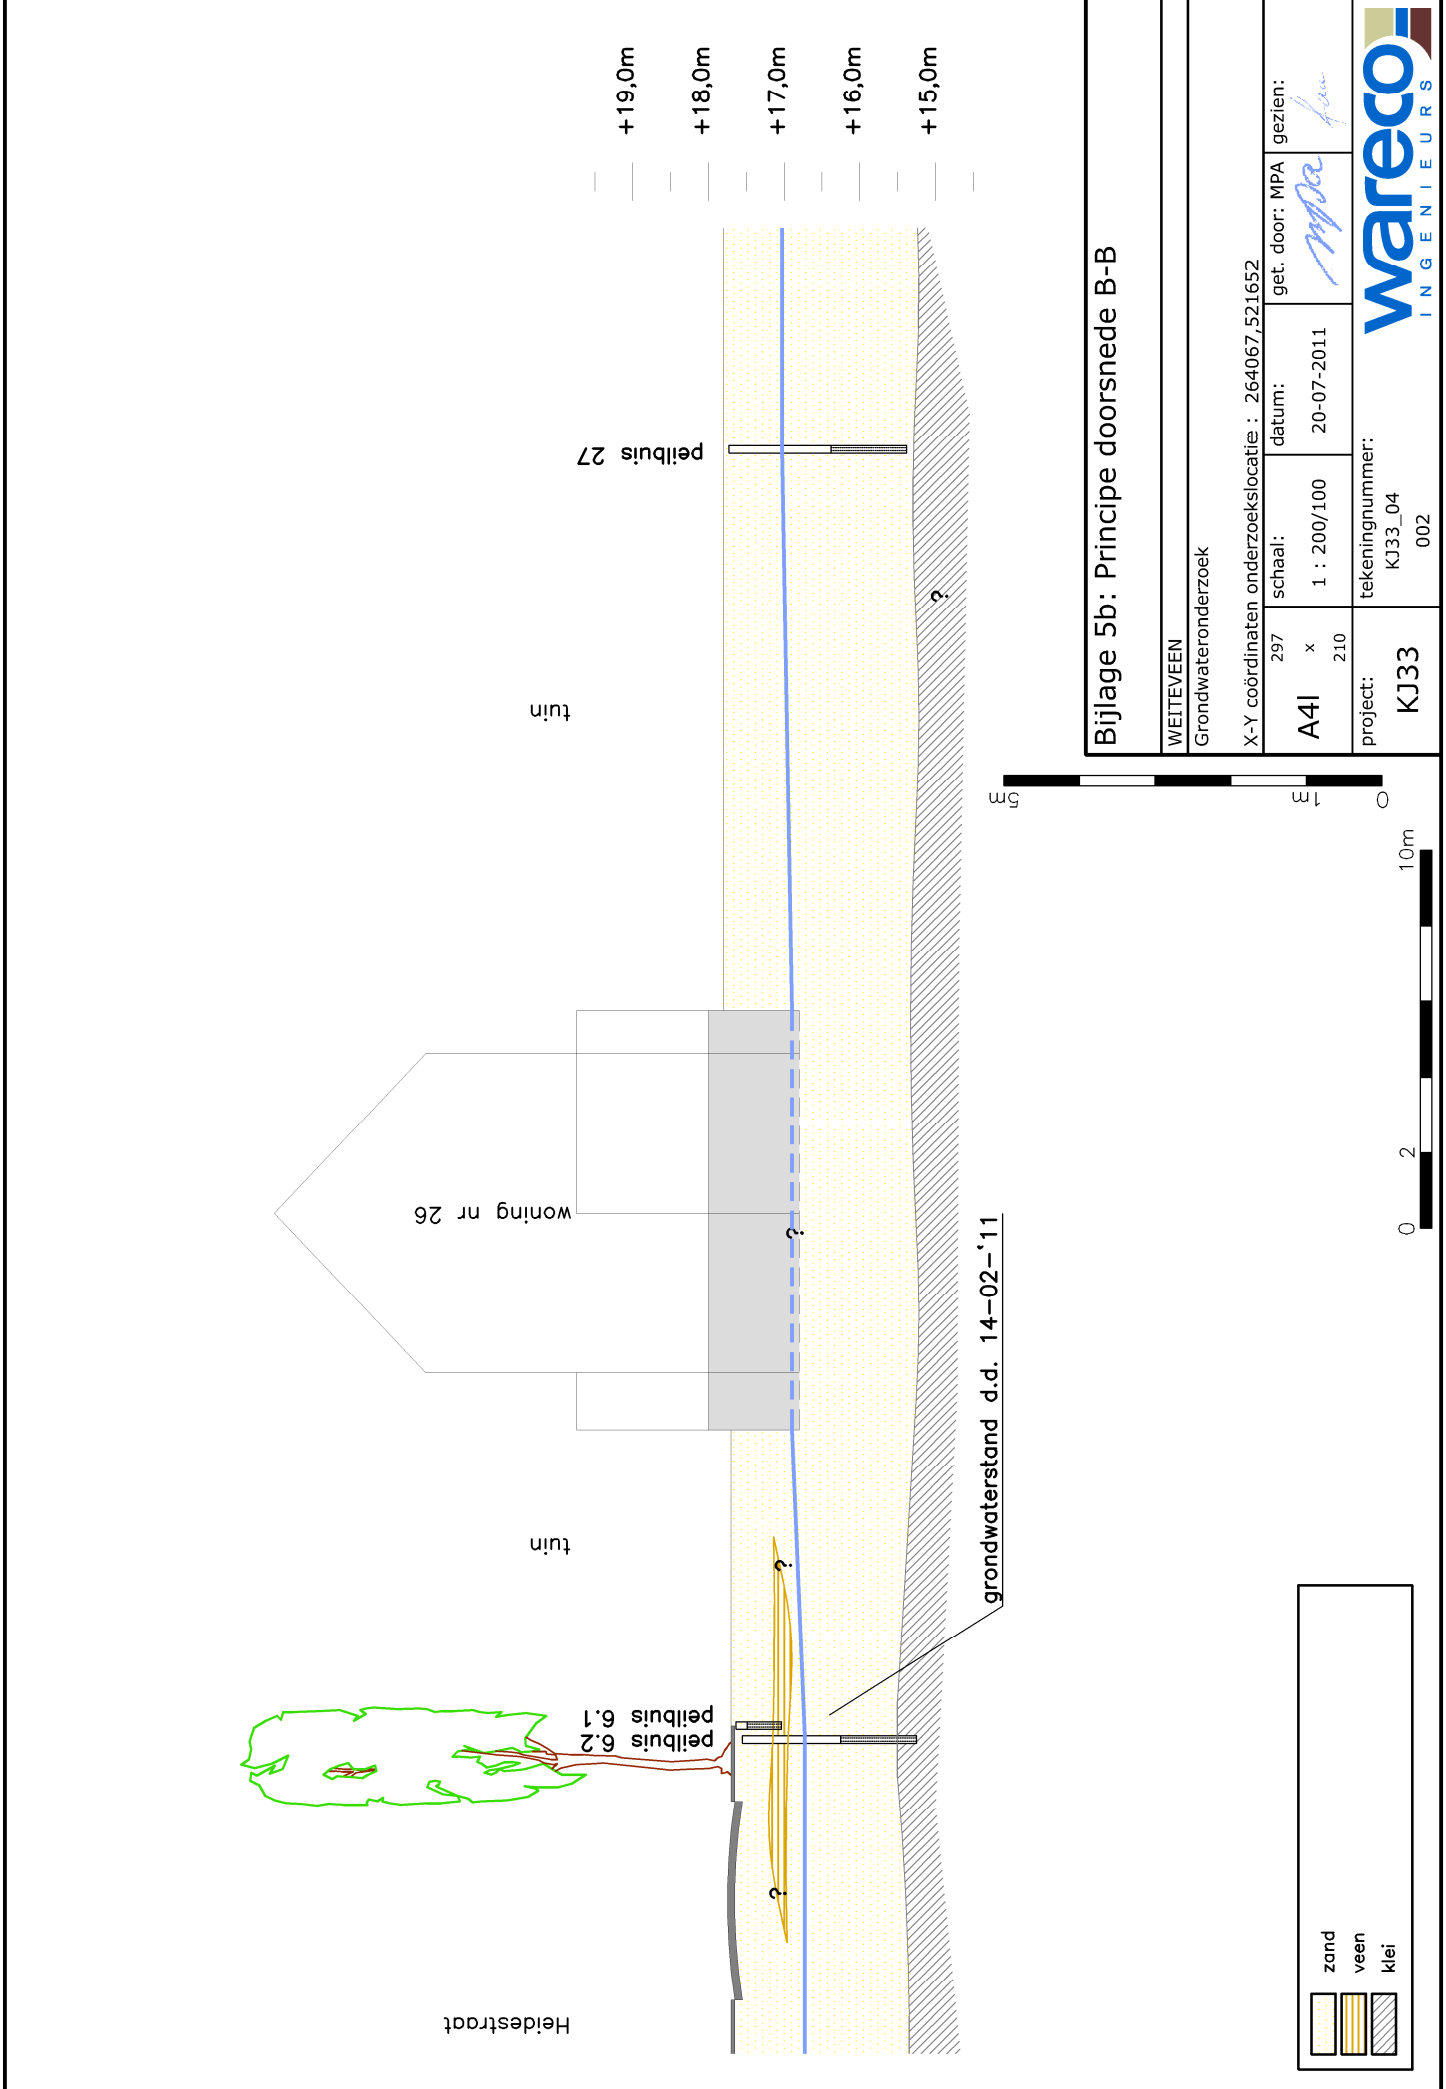 +19,0m
+18,0m
+17,0m
+16,0m
+15,0m
peilbuis 27
tuin
woning nr 26
tuin
peilbuis 6.1
peilbuis 6.2
Heidestraat
?
?
?
?
grondwaterstand d.d. 14-02-'11
5m
1m
0
0
2
10m
zand
veen
klei
Bijlage 5b: Principe doorsnede B-B
WEITEVEEN
Grondwateronderzoek
X-Y coördinaten onderzoekslocatie : 264067,521652
A4l
297
x
210
schaal:
1 : 200/100
datum:
20-07-2011
get. door: MPA
gezien:
project:
KJ33
tekeningnummer:
KJ33_04
002
wareco
INGENIEURS